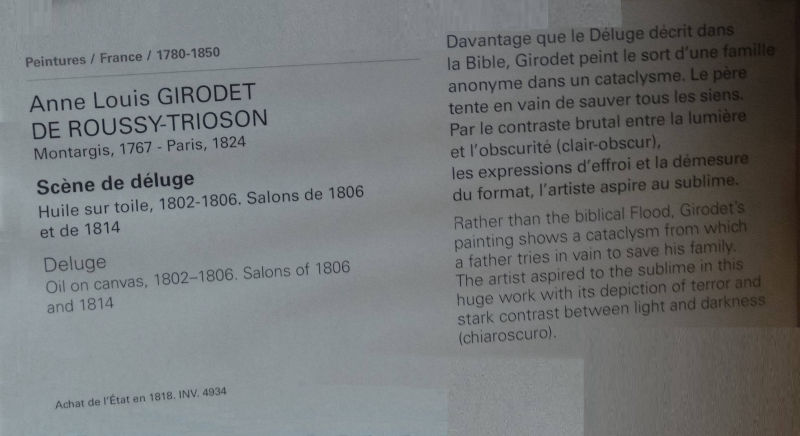 Peintures / France / 1780-1850
Anne Louis GIRODET
DE ROUSSY-TRIOSON
Montargis, 1767 - Paris, 1824
Scène de déluge
Huile sur toile, 1802-1806. Salons de 1806
et de 1814
Deluge
Oil on canvas, 1802–1806. Salons of 1806
and 1814
Achat de l'État en 1818. INV. 4934
Davantage que le Déluge décrit dans
la Bible, Girodet peint le sort d'une famille
anonyme dans un cataclysme. Le père
tente en vain de sauver tous les siens.
Par le contraste brutal entre la lumière
et l'obscurité (clair-obscur),
les expressions d'effroi et la démesure
du format, l'artiste aspire au sublime.
Rather than the biblical Flood, Girodet's
painting shows a cataclysm from which
a father tries in vain to save his family.
The artist aspired to the sublime in this
huge work with its depiction of terror and
stark contrast between light and darkness
(chiaroscuro).